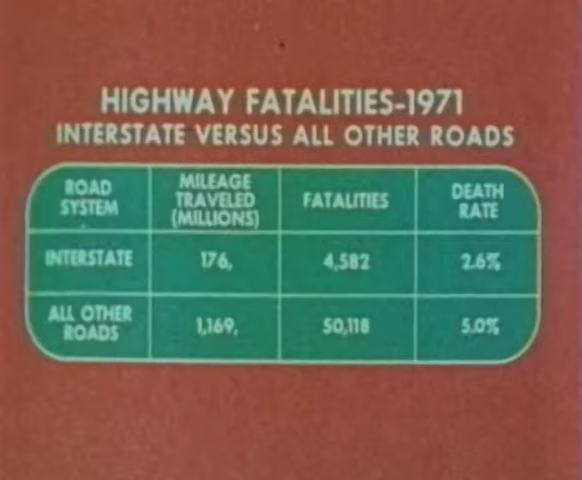 HIGHWAY FATALITIES-1971
INTERSTATE VERSUS ALL OTHER ROADS
ROAD SYSTEM
MILEAGE TRAVELED (MILLIONS)
FATALITIES
DEATH RATE
INTERSTATE
176,
4,582
2.6%
ALL OTHER ROADS
1,169,
50,118
5.0%